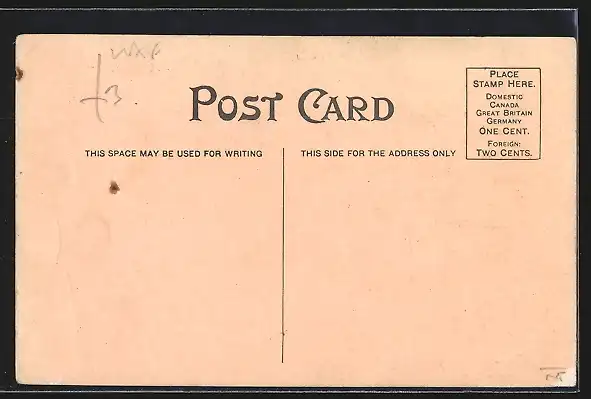 POST CARD
PLACE
STAMP HERE.
DOMESTIC
CANADA
GREAT BRITAIN
GERMANY
ONE CENT.
FOREIGN:
TWO CENTS.
THIS SPACE MAY BE USED FOR WRITING
THIS SIDE FOR THE ADDRESS ONLY